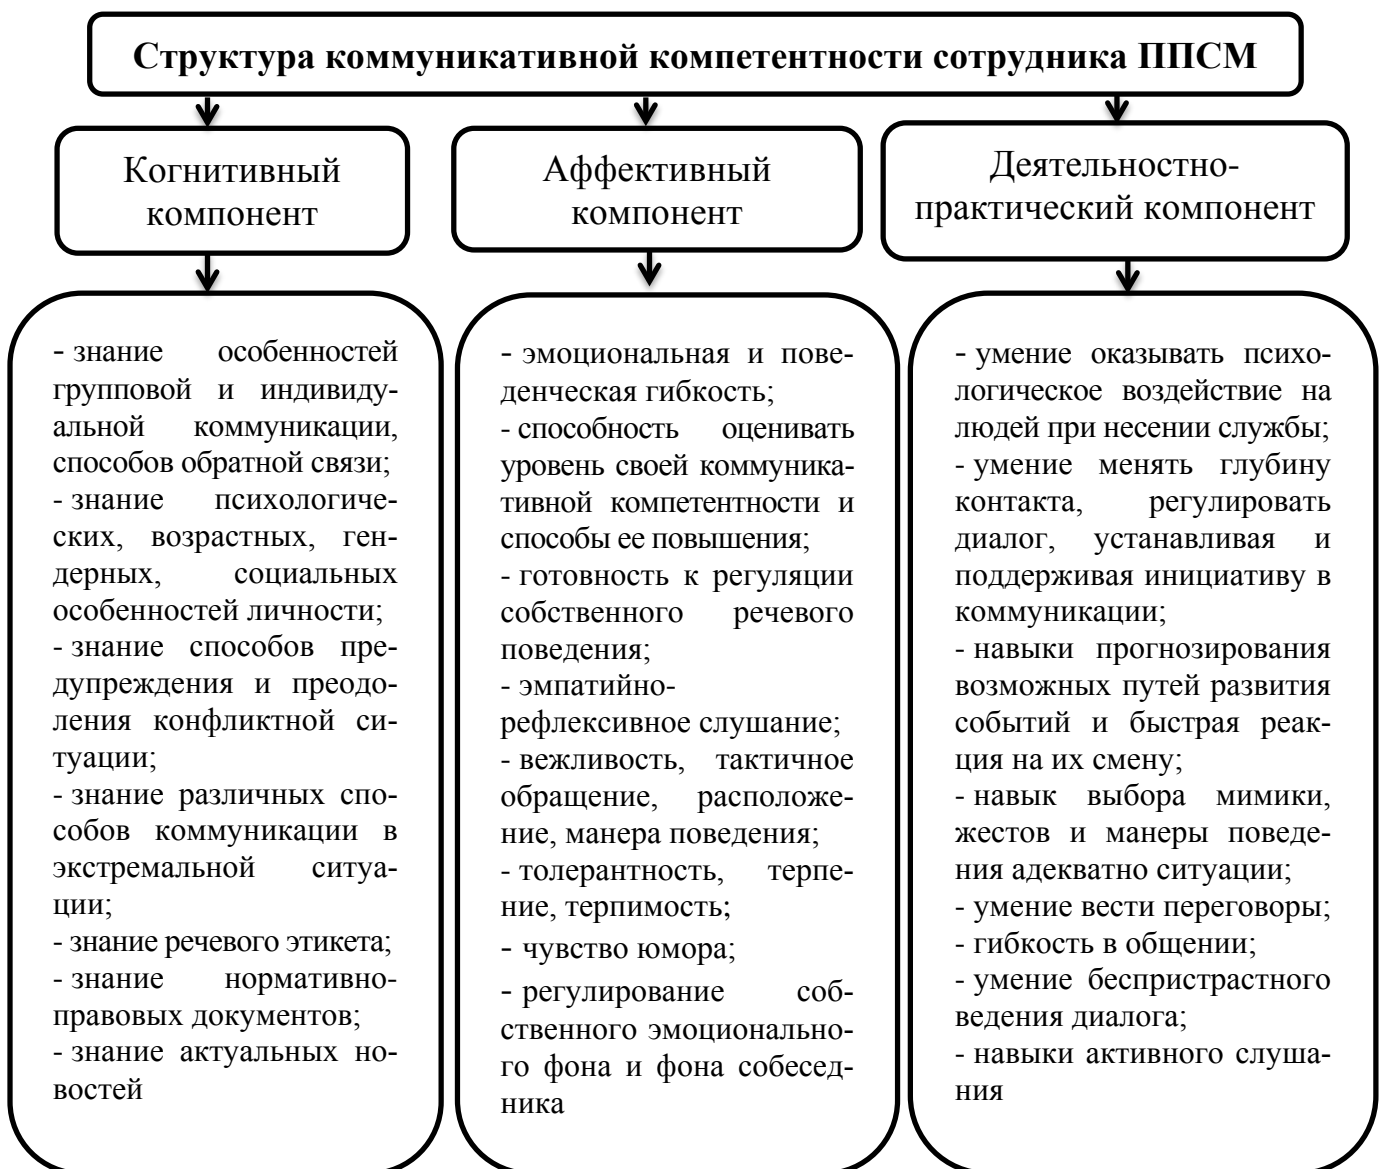 Структура коммуникативной компетентности сотрудника ППСМ
Когнитивный
компонент
Аффективный
компонент
Деятельностно-
практический компонент
- знание особенностей
групповой и индивиду-
альной коммуникации,
способов обратной связи;
- знание психологиче-
ских, возрастных, ген-
дерных, социальных
особенностей личности;
- знание способов пре-
дупреждения и преодо-
ления конфликтной си-
туации;
- знание различных спо-
собов коммуникации в
экстремальной ситуа-
ции;
- знание речевого этикета;
- знание нормативно-
правовых документов;
- знание актуальных но-
востей
- эмоциональная и пове-
денческая гибкость;
- способность оценивать
уровень своей коммуника-
тивной компетентности и
способы ее повышения;
- готовность к регуляции
собственного речевого
поведения;
- эмпатийно-
рефлексивное слушание;
- вежливость, тактичное
обращение, расположе-
ние, манера поведения;
- толерантность, терпе-
ние, терпимость;
- чувство юмора;
- регулирование соб-
ственного эмоционально-
го фона и фона собесед-
ника
- умение оказывать психо-
логическое воздействие на
людей при несении службы;
- умение менять глубину
контакта, регулировать
диалог, устанавливая и
поддерживая инициативу в
коммуникации;
- навыки прогнозирования
возможных путей развития
событий и быстрая реак-
ция на их смену;
- навык выбора мимики,
жестов и манеры поведе-
ния адекватно ситуации;
- умение вести переговоры;
- гибкость в общении;
- умение беспристрастного
ведения диалога;
- навыки активного слуша-
ния